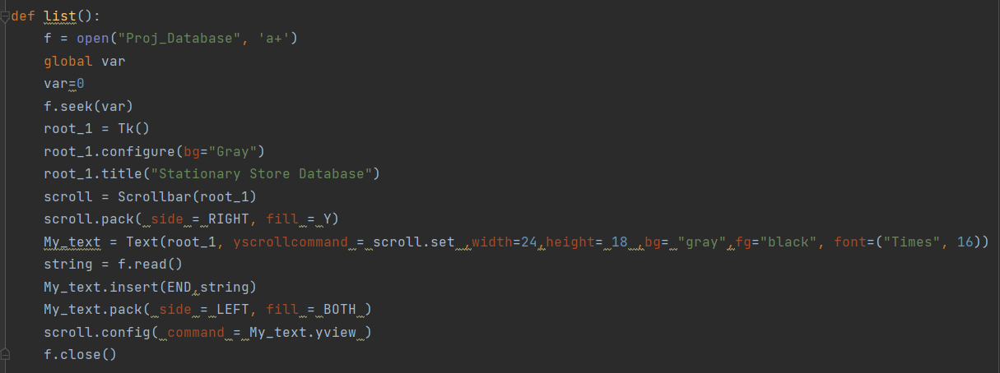 def list():
    f = open("Proj_Database", 'a+')
    global var
    var=0
    f.seek(var)
    root_1 = Tk()
    root_1.configure(bg="Gray")
    root_1.title("Stationary Store Database")
    scroll = Scrollbar(root_1)
    scroll.pack( side = RIGHT, fill = Y)
    My_text = Text(root_1, yscrollcommand = scroll.set ,width=24,height= 18 ,bg= "gray",fg="black", font=("Times", 16))
    string = f.read()
    My_text.insert(END,string)
    My_text.pack( side = LEFT, fill = BOTH )
    scroll.config( command = My_text.yview )
    f.close()